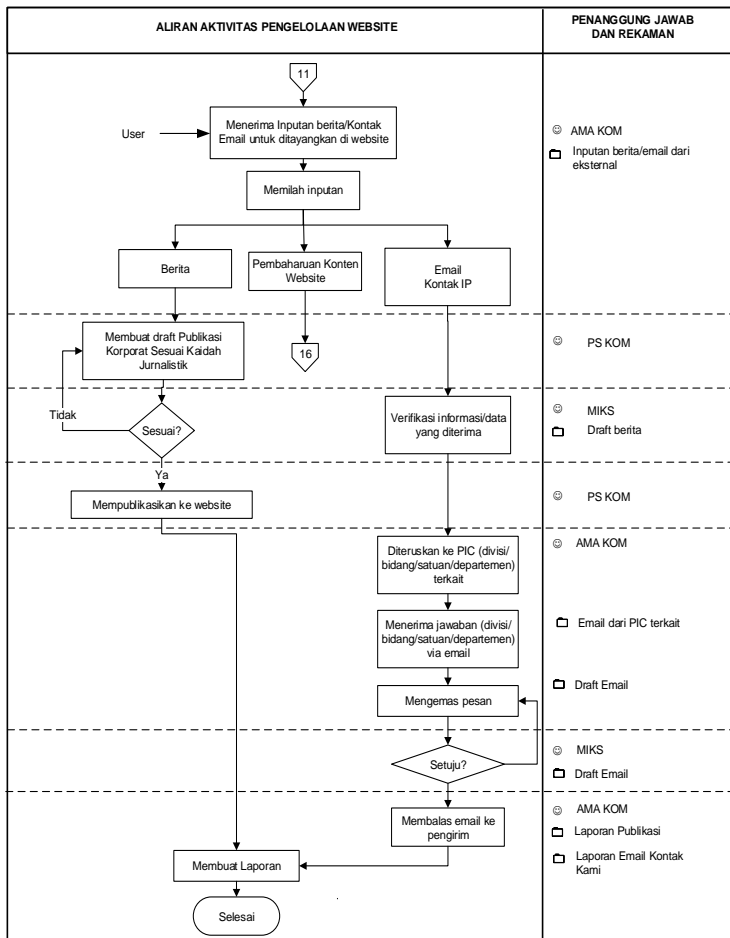 ALIRAN AKTIVITAS PENGELOLAAN WEBSITE
PENANGGUNG JAWAB
DAN REKAMAN
11
User
Menerima Inputan berita/Kontak
Email untuk ditayangkan di website
AMA KOM
Inputan berita/email dari
eksternal
Memilah inputan
Berita
Pembaharuan Konten
Website
Email
Kontak IP
Membuat draft Publikasi
Korporat Sesuai Kaidah
Jurnalistik
16
PS KOM
Tidak
Sesuai?
Verifikasi informasi/data
yang diterima
MIKS
Draft berita
Ya
Mempublikasikan ke website
PS KOM
Diteruskan ke PIC (divisi/
bidang/satuan/departemen)
terkait
AMA KOM
Menerima jawaban (divisi/
bidang/satuan/departemen)
via email
Email dari PIC terkait
Mengemas pesan
Draft Email
Setuju?
MIKS
Draft Email
Membalas email ke
pengirim
AMA KOM
Laporan Publikasi
Laporan Email Kontak
Kami
Membuat Laporan
Selesai